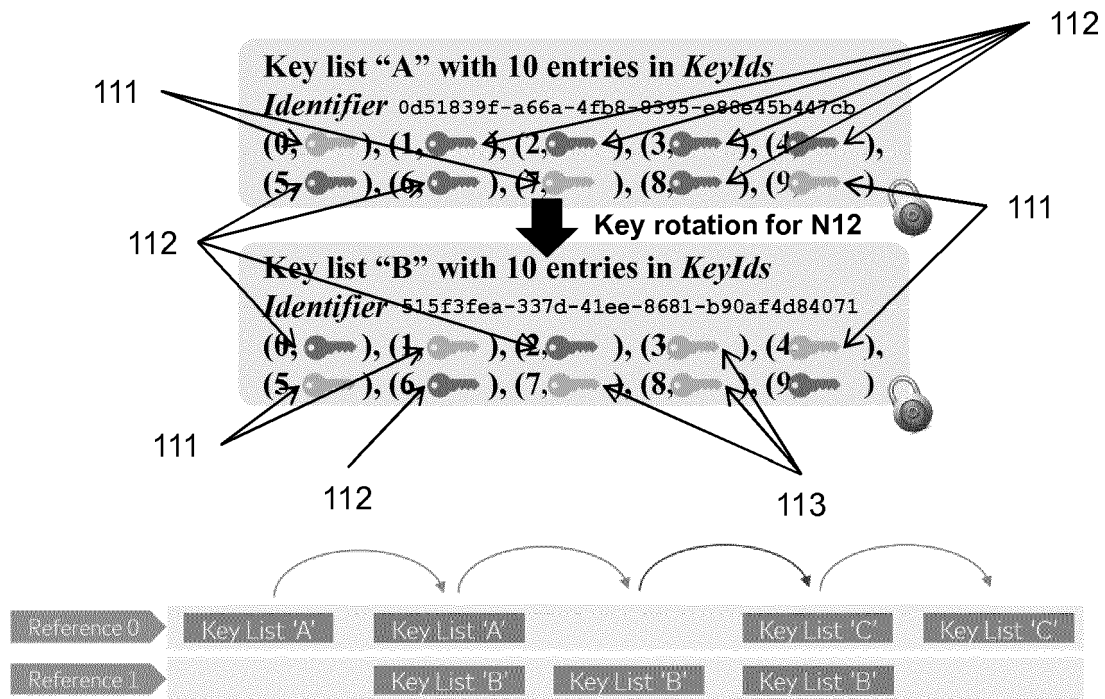 112
Key list “A” with 10 entries in KeyIds
111
Identifier 0d51839f-a66a-4fb8-8395-e88e45b447cb
(0, ), (1, ), (2, ), (3, ), (4 ),
(5 ), (6, ), (7, ), (8, ), (9 )
Key rotation for N12
111
112
Key list “B” with 10 entries in KeyIds
Identifier 515f3fea-337d-41ee-8681-b90af4d84071
(0, ), (1, ), (2, ), (3 ), (4 ),
(5 ), (6, ), (7, ), (8, ), (9 )
111
112
113
Reference 0 Key List 'A' Key List 'A' Key List 'C' Key List 'C'
Reference 1 Key List 'B' Key List 'B' Key List 'B'